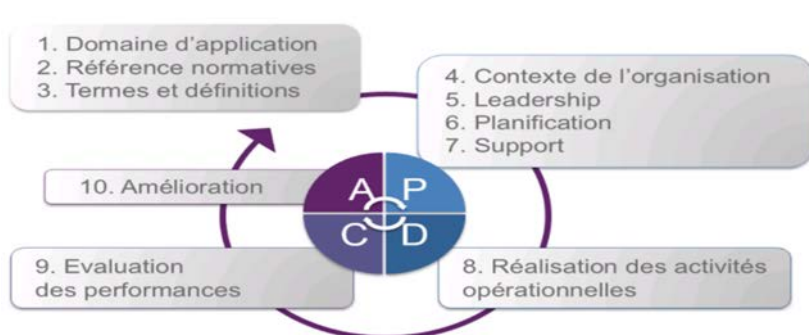 1. Domaine d'application
2. Référence normatives
3. Termes et définitions
4. Contexte de l'organisation
5. Leadership
6. Planification
7. Support
10. Amélioration
A P
C D
9. Evaluation
des performances
8. Réalisation des activités
opérationnelles